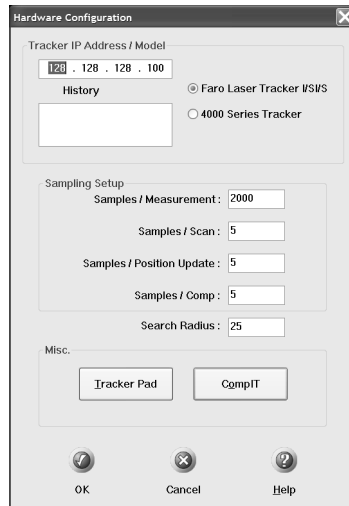 Hardware Configuration
Tracker IP Address / Model
128 . 128 . 128 . 100
History
Faro Laser Tracker I/SI/S
4000 Series Tracker
Sampling Setup
Samples / Measurement : 2000
Samples / Scan : 5
Samples / Position Update : 5
Samples / Comp : 5
Search Radius : 25
Misc.
Tracker Pad
CompIT
OK
Cancel
Help